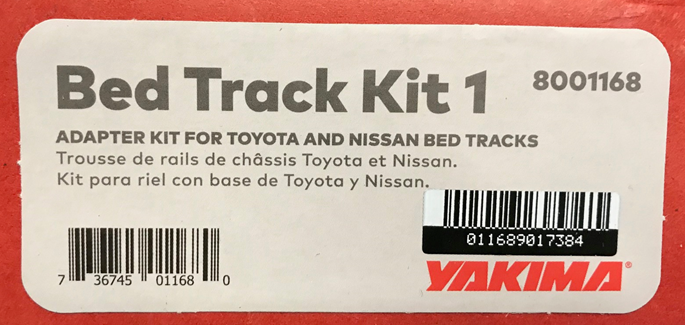 Bed Track Kit 1
8001168
ADAPTER KIT FOR TOYOTA AND NISSAN BED TRACKS
Trousse de rails de châssis Toyota et Nissan.
Kit para riel con base de Toyota y Nissan.
011689017384
7 36745 01168 0
YAKIMA®